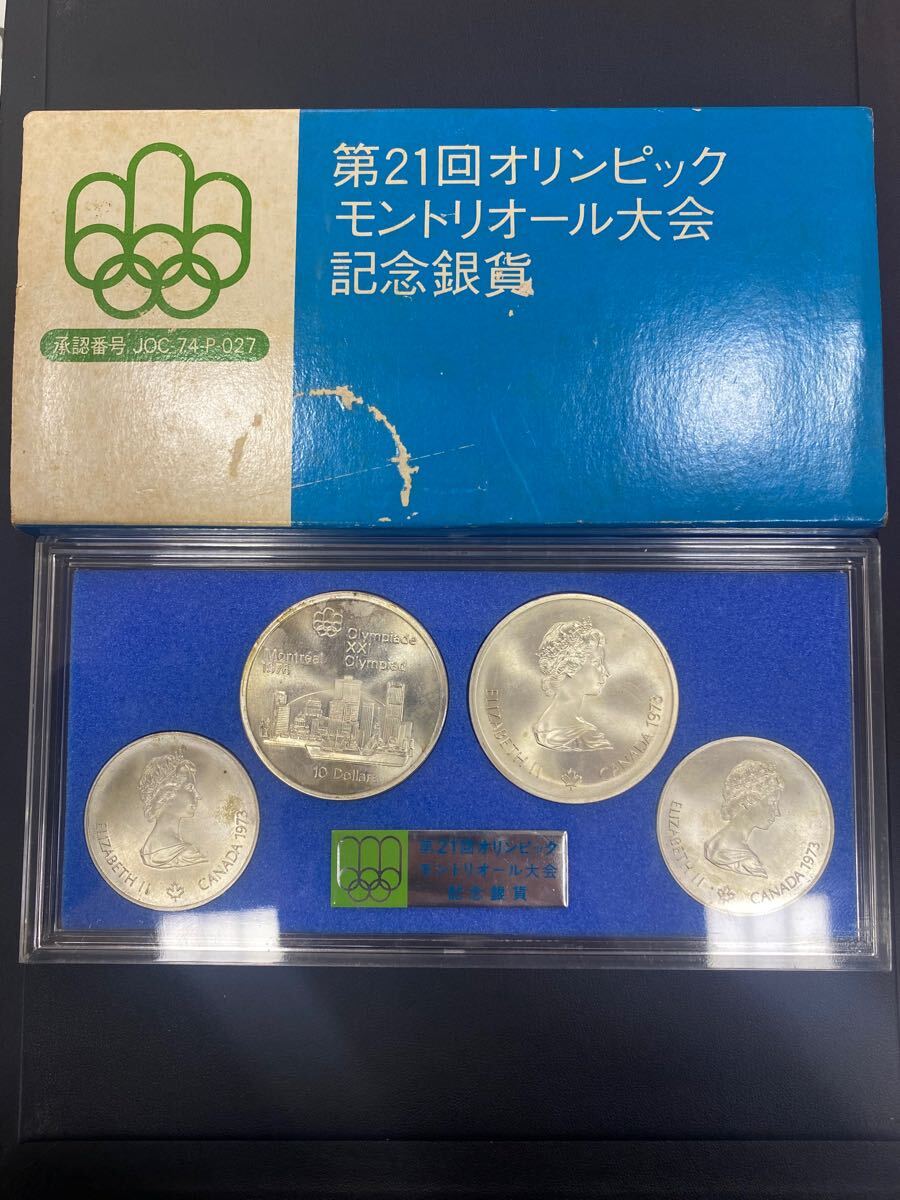 第21回オリンピック
モントリオール大会
記念銀貨
承認番号 JOC-74-P-027
Olympiade
XXI
Olympiad
Montréal
1976
10 Dollars
ELIZABETH II CANADA 1973
ELIZABETH II CANADA 1973
ELIZABETH II CANADA 1973
第21回オリンピック
モントリオール大会
記念銀貨